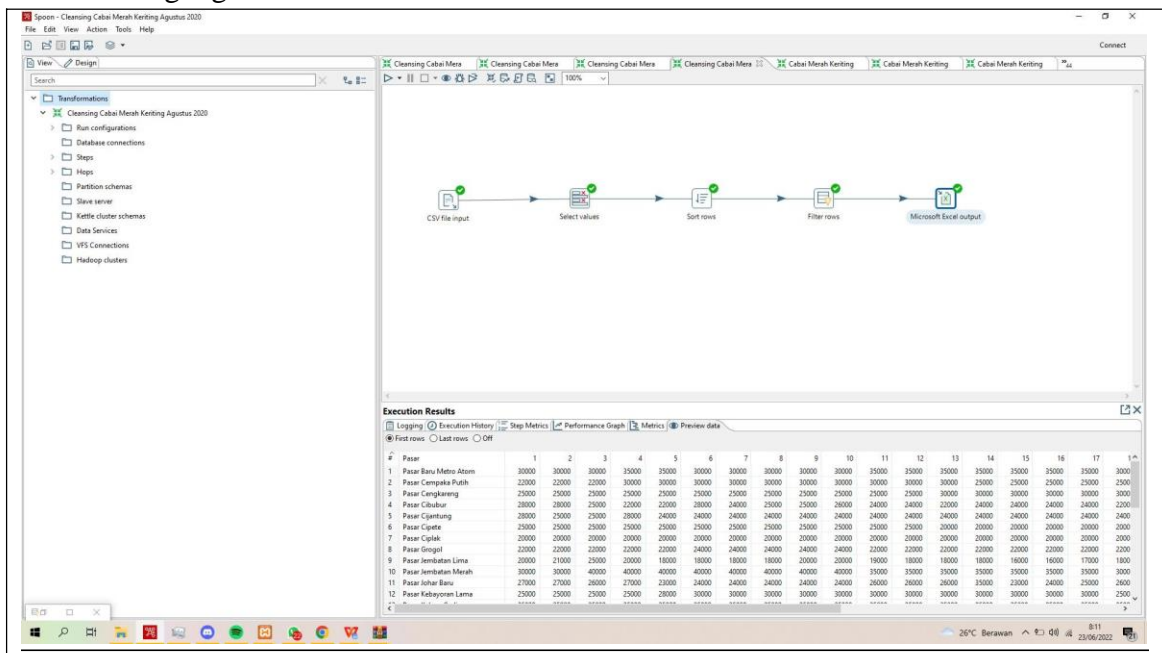 Spoon - Cleansing Cabai Merah Keriting Agustus 2020
File Edit View Action Tools Help
Connect
View Design
Search
Transformations
Cleansing Cabai Merah Keriting Agustus 2020
Run configurations
Database connections
Steps
Hops
Partition schemas
Slave server
Kettle cluster schemas
Data Services
VFS Connections
Hadoop clusters
Cleansing Cabai Mera Cleansing Cabai Mera Cleansing Cabai Mera Cleansing Cabai Mera Cabai Merah Keriting Cabai Merah Keriting Cabai Merah Keriting
100%
CSV file input Select values Sort rows Filter rows Microsoft Excel output
Execution Results
Logging Execution History Step Metrics Performance Graph Metrics Preview data
First rows Last rows Off
# Pasar 1 2 3 4 5 6 7 8 9 10 11 12 13 14 15 16 17
1 Pasar Baru Metro Atom 30000 30000 30000 35000 35000 30000 30000 30000 30000 30000 35000 35000 35000 35000 35000 35000 35000 3000
2 Pasar Cempaka Putih 22000 22000 22000 30000 30000 30000 30000 30000 30000 30000 30000 30000 30000 25000 25000 25000 25000 2500
3 Pasar Cengkareng 25000 25000 25000 25000 25000 25000 25000 25000 25000 25000 25000 25000 30000 30000 30000 30000 30000 3000
4 Pasar Cibubur 28000 28000 25000 22000 22000 28000 24000 25000 25000 26000 24000 24000 22000 24000 24000 24000 24000 2200
5 Pasar Cijantung 28000 25000 25000 28000 24000 24000 24000 24000 24000 24000 24000 24000 24000 24000 24000 24000 24000 2400
6 Pasar Cipete 25000 25000 25000 25000 25000 25000 25000 25000 25000 25000 25000 25000 20000 20000 20000 20000 20000 2000
7 Pasar Ciplak 20000 20000 20000 20000 20000 20000 20000 20000 20000 20000 20000 20000 20000 20000 20000 20000 20000 2000
8 Pasar Grogol 22000 22000 22000 22000 22000 24000 24000 24000 24000 24000 22000 22000 22000 22000 22000 22000 22000 2200
9 Pasar Jembatan Lima 20000 21000 25000 20000 18000 18000 18000 18000 20000 20000 19000 18000 18000 18000 16000 16000 17000 1800
10 Pasar Jembatan Merah 30000 30000 40000 40000 40000 40000 40000 40000 40000 40000 35000 35000 35000 35000 35000 35000 35000 3000
11 Pasar Johar Baru 27000 27000 26000 27000 23000 24000 24000 24000 24000 24000 26000 26000 26000 35000 23000 24000 25000 2600
12 Pasar Kebayoran Lama 25000 25000 25000 25000 28000 30000 30000 30000 30000 30000 30000 30000 30000 30000 30000 30000 30000 2500
26°C Berawan 8:11
23/06/2022